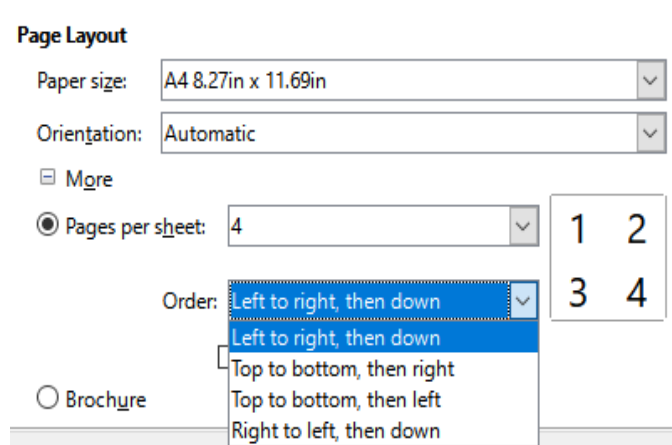 Page Layout
Paper size: A4 8.27in x 11.69in
Orientation: Automatic
More
Pages per sheet: 4
1 2
3 4
Order: Left to right, then down
Left to right, then down
Top to bottom, then right
Top to bottom, then left
Brochure
Right to left, then down